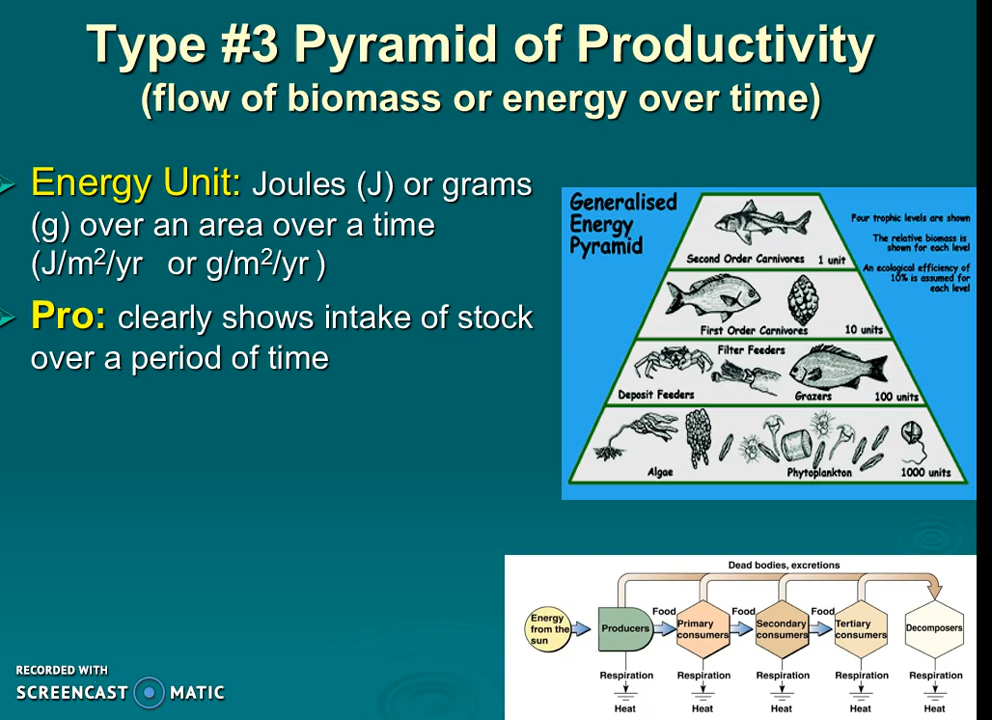 Type #3 Pyramid of Productivity
(flow of biomass or energy over time)
Energy Unit: Joules (J) or grams
(g) over an area over a time
(J/m²/yr or g/m²/yr )
Pro: clearly shows intake of stock
over a period of time
Generalised
Energy
Pyramid
Four trophic levels are shown
The relative biomass is
shown for each level
An ecological efficiency of
10% is assumed for
each level
Second Order Carnivores 1 unit
First Order Carnivores 10 units
Filter Feeders
Deposit Feeders Grazers 100 units
Algae Phytoplankton 1000 units
Dead bodies, excretions
Energy
from the
sun
Producers
Food
Primary
consumers
Food
Secondary
consumers
Food
Tertiary
consumers
Decomposers
Respiration Respiration Respiration Respiration Respiration
Heat Heat Heat Heat Heat
RECORDED WITH
SCREENCAST MATIC